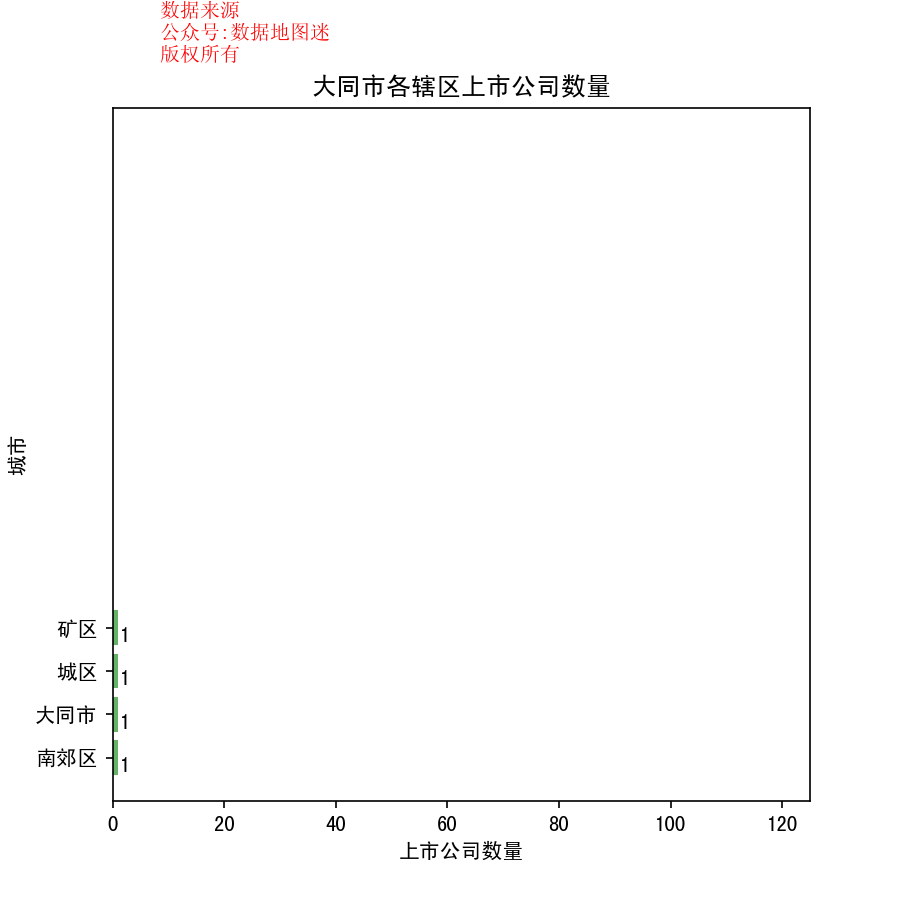 数据来源
公众号:数据地图迷
版权所有
大同市各辖区上市公司数量
城市
矿区 1
城区 1
大同市 1
南郊区 1
0 20 40 60 80 100 120
上市公司数量